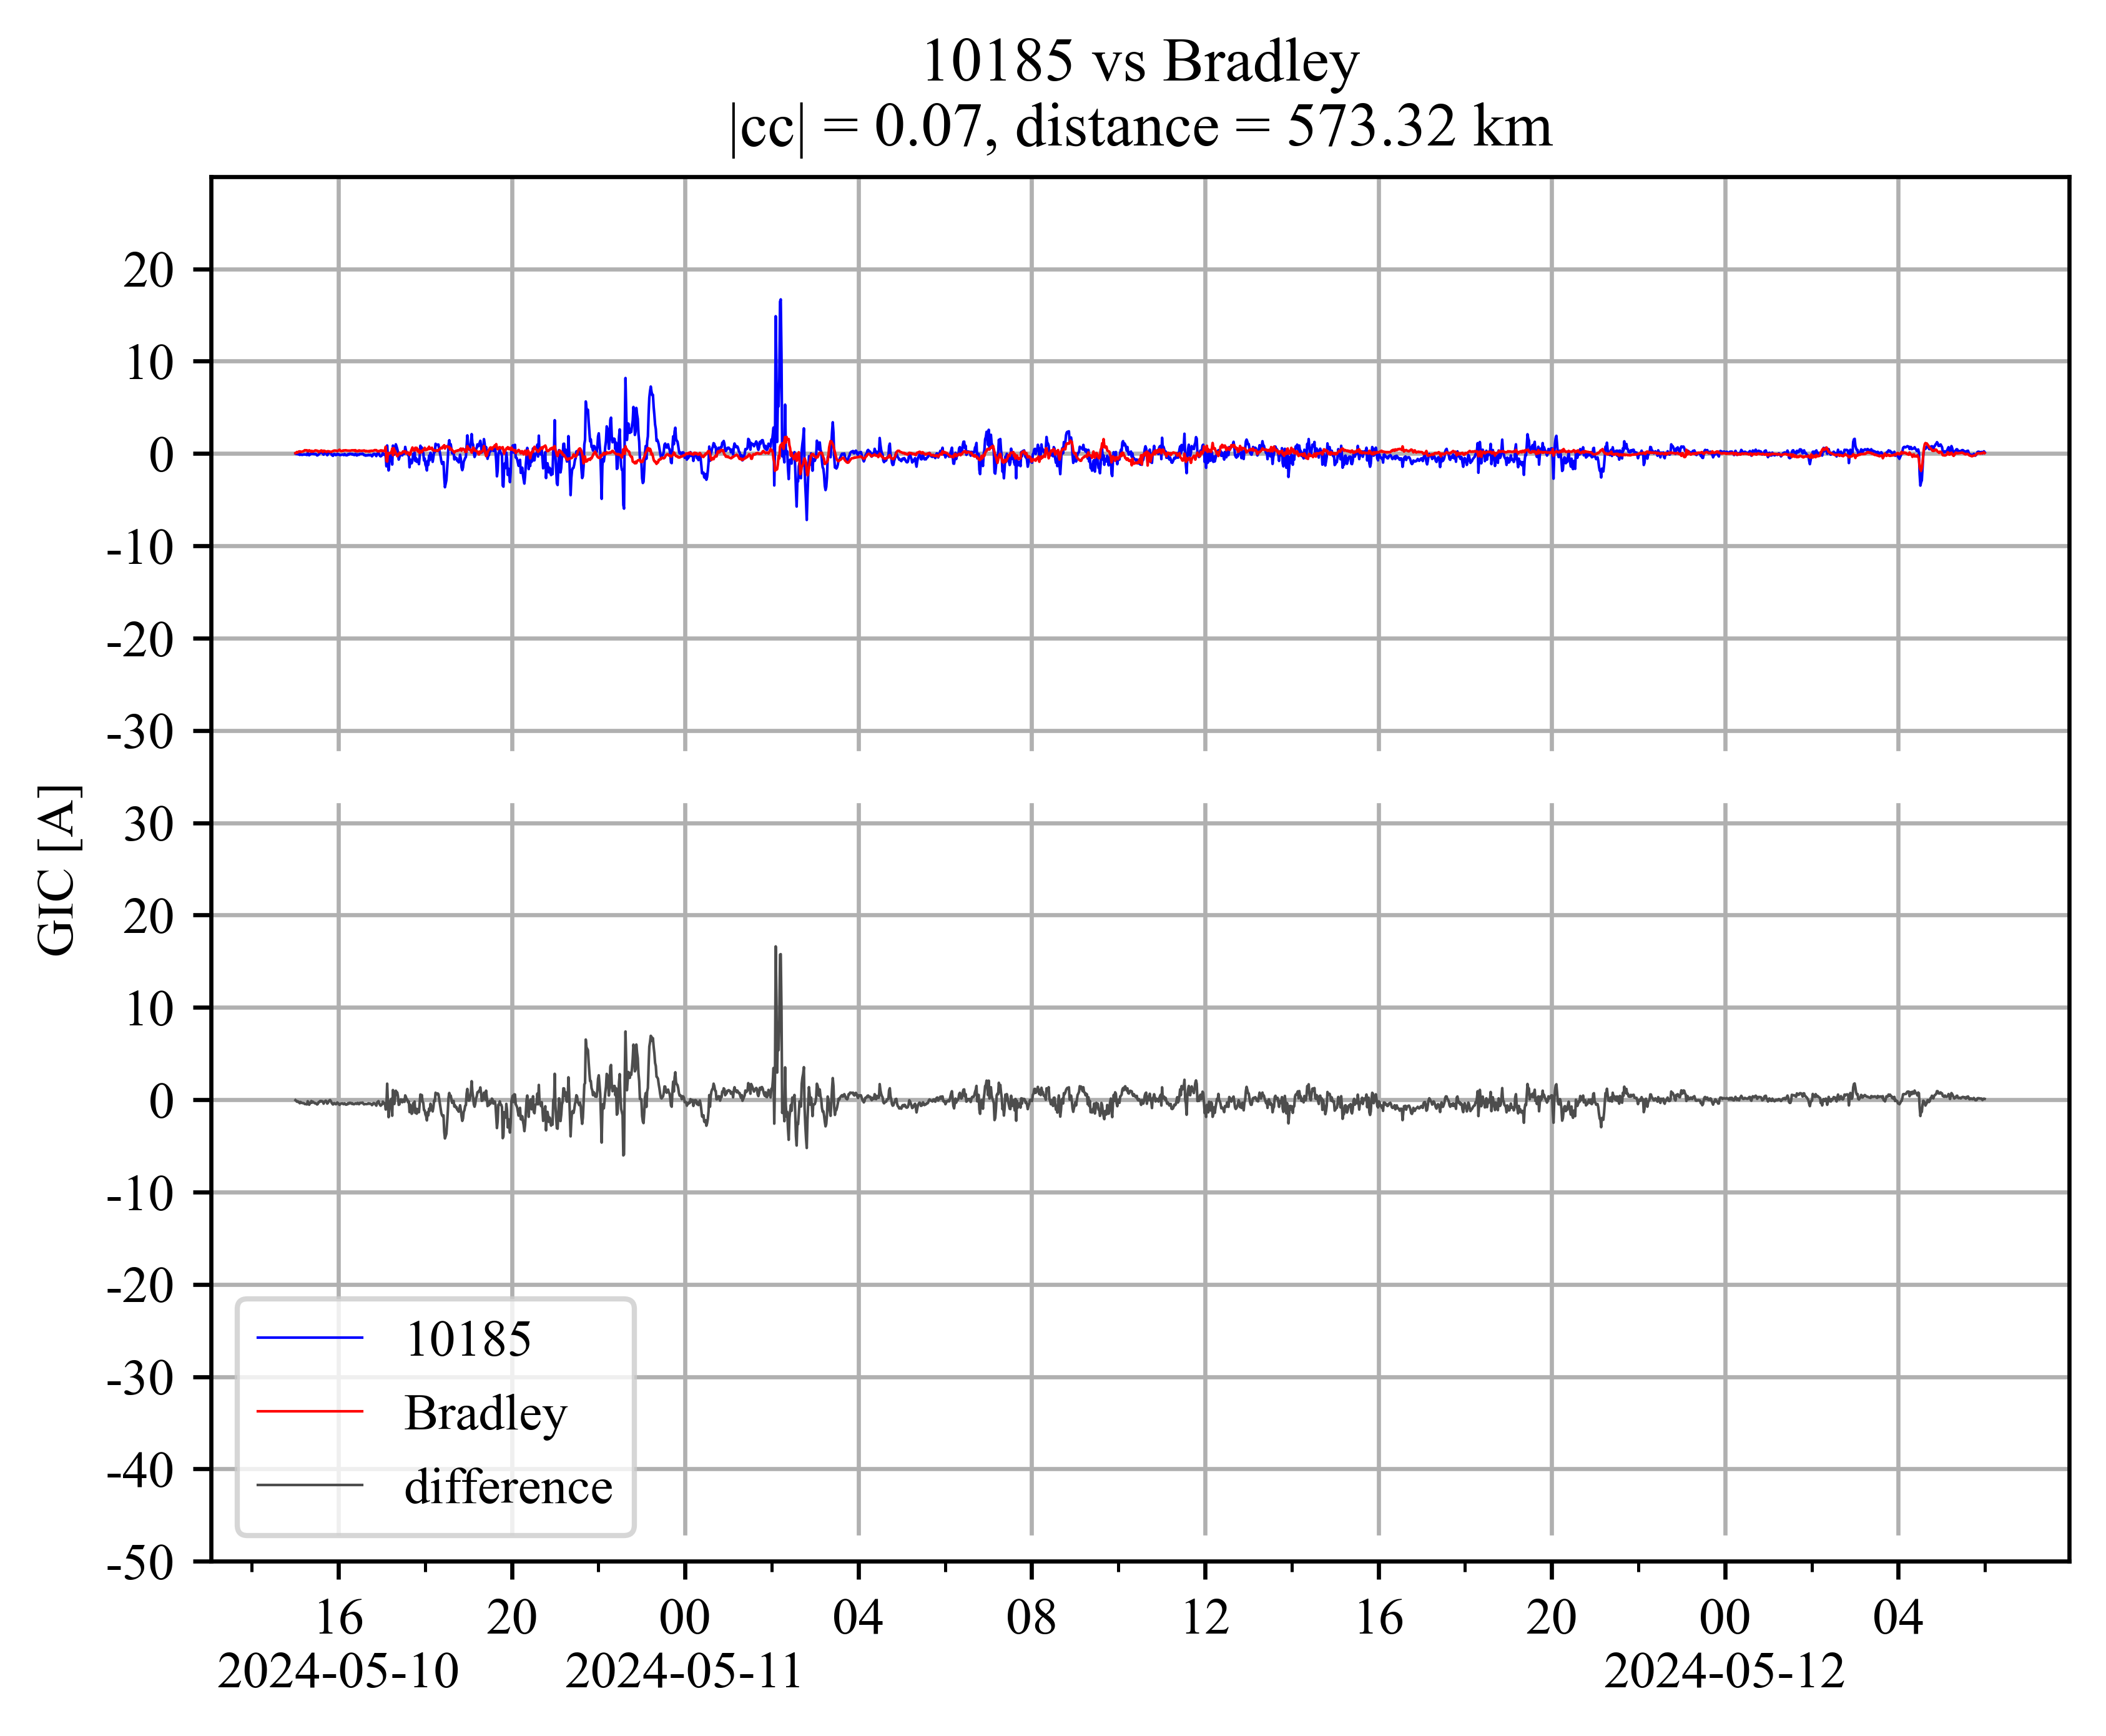 10185 vs Bradley
|cc| = 0.07, distance = 573.32 km
20
10
0
-10
-20
-30
GIC [A]
30
20
10
0
-10
-20
-30
-40
-50
10185
Bradley
difference
16 20 00 04 08 12 16 20 00 04
2024-05-10 2024-05-11 2024-05-12